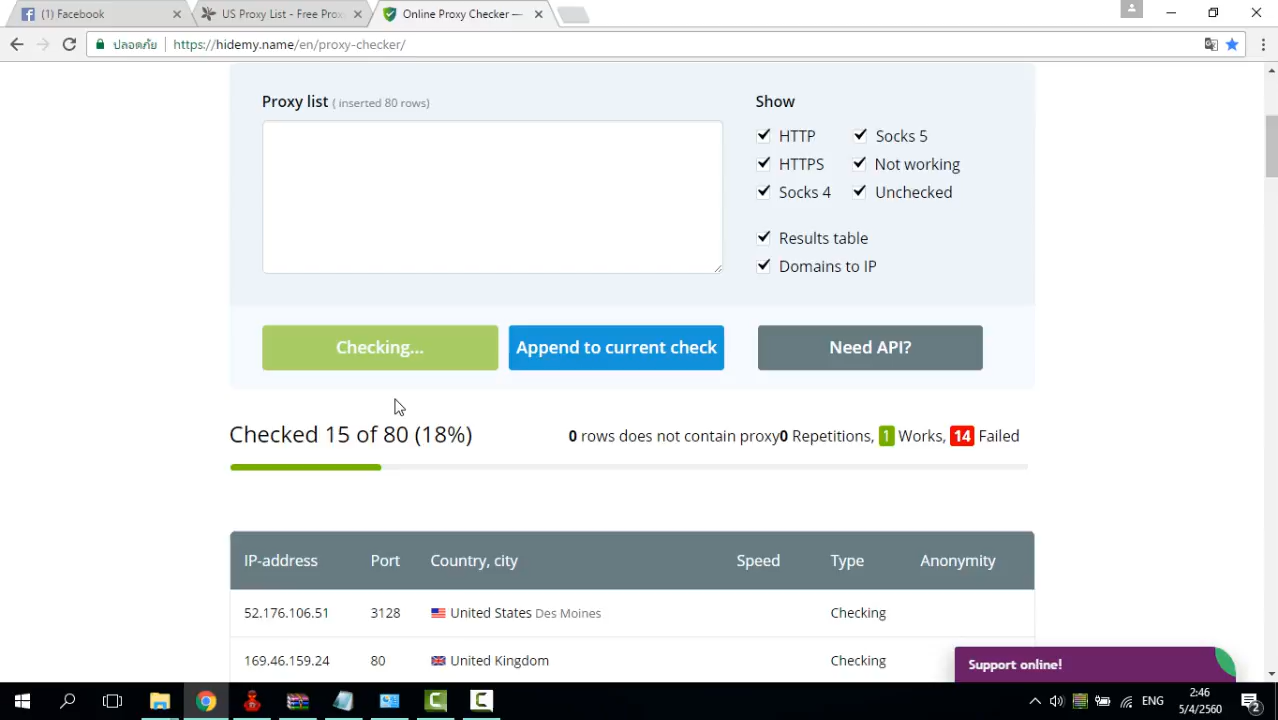 (1) Facebook
US Proxy List - Free Prox
Online Proxy Checker —
ปลอดภัย
https://hidemy.name/en/proxy-checker/
Proxy list ( inserted 80 rows)
Show
HTTP
Socks 5
HTTPS
Not working
Socks 4
Unchecked
Results table
Domains to IP
Checking...
Append to current check
Need API?
Checked 15 of 80 (18%)
0 rows does not contain proxy0 Repetitions, 1 Works, 14 Failed
IP-address Port Country, city Speed Type Anonymity
52.176.106.51 3128 United States Des Moines Checking
169.46.159.24 80 United Kingdom Checking
Support online!
ENG
2:46
5/4/2560
2